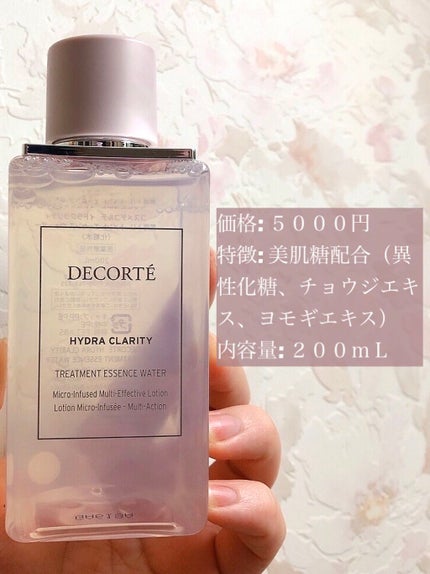 DECORTÉ
HYDRA CLARITY
TREATMENT ESSENCE WATER
Micro-Infused Multi-Effective Lotion
Lotion Micro-Infusée - Multi-Action
価格: ５０００円
特徴: 美肌糖配合（異
性化糖、チョウジエキ
ス、ヨモギエキス）
内容量: ２００ｍＬ